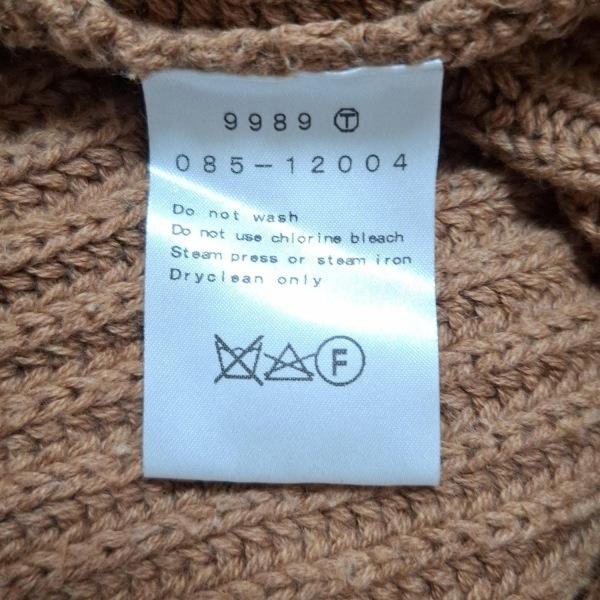 9989 Ⓣ
085-12004
Do not wash
Do not use chlorine bleach
Steam press or steam iron
Dryclean only
F